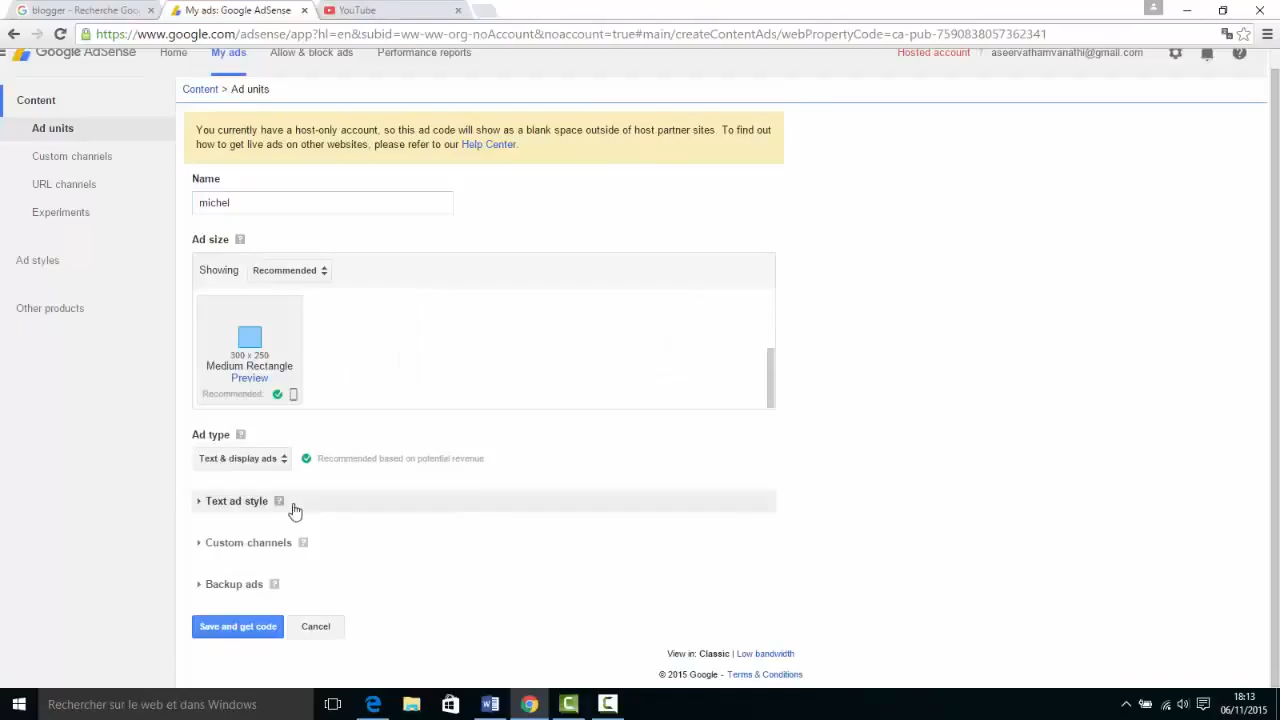 blogger - Recherche Goo
My ads: Google AdSense
YouTube
https://www.google.com/adsense/app?hl=en&subid=ww-ww-org-noAccount&noaccount=true#main/createContentAds/webPropertyCode=ca-pub-7590838057362341
Google AdSense
Home
My ads
Allow & block ads
Performance reports
Hosted account ?
aseervathamvanathi@gmail.com
Content
Ad units
Custom channels
URL channels
Experiments
Ad styles
Other products
Content > Ad units
You currently have a host-only account, so this ad code will show as a blank space outside of host partner sites. To find out
how to get live ads on other websites, please refer to our Help Center.
Name
michel
Ad size ?
Showing Recommended
300 x 250
Medium Rectangle
Preview
Recommended:
Ad type ?
Text & display ads
Recommended based on potential revenue
Text ad style ?
Custom channels ?
Backup ads ?
Save and get code
Cancel
View in: Classic | Low bandwidth
© 2015 Google - Terms & Conditions
Rechercher sur le web et dans Windows
18:13
06/11/2015